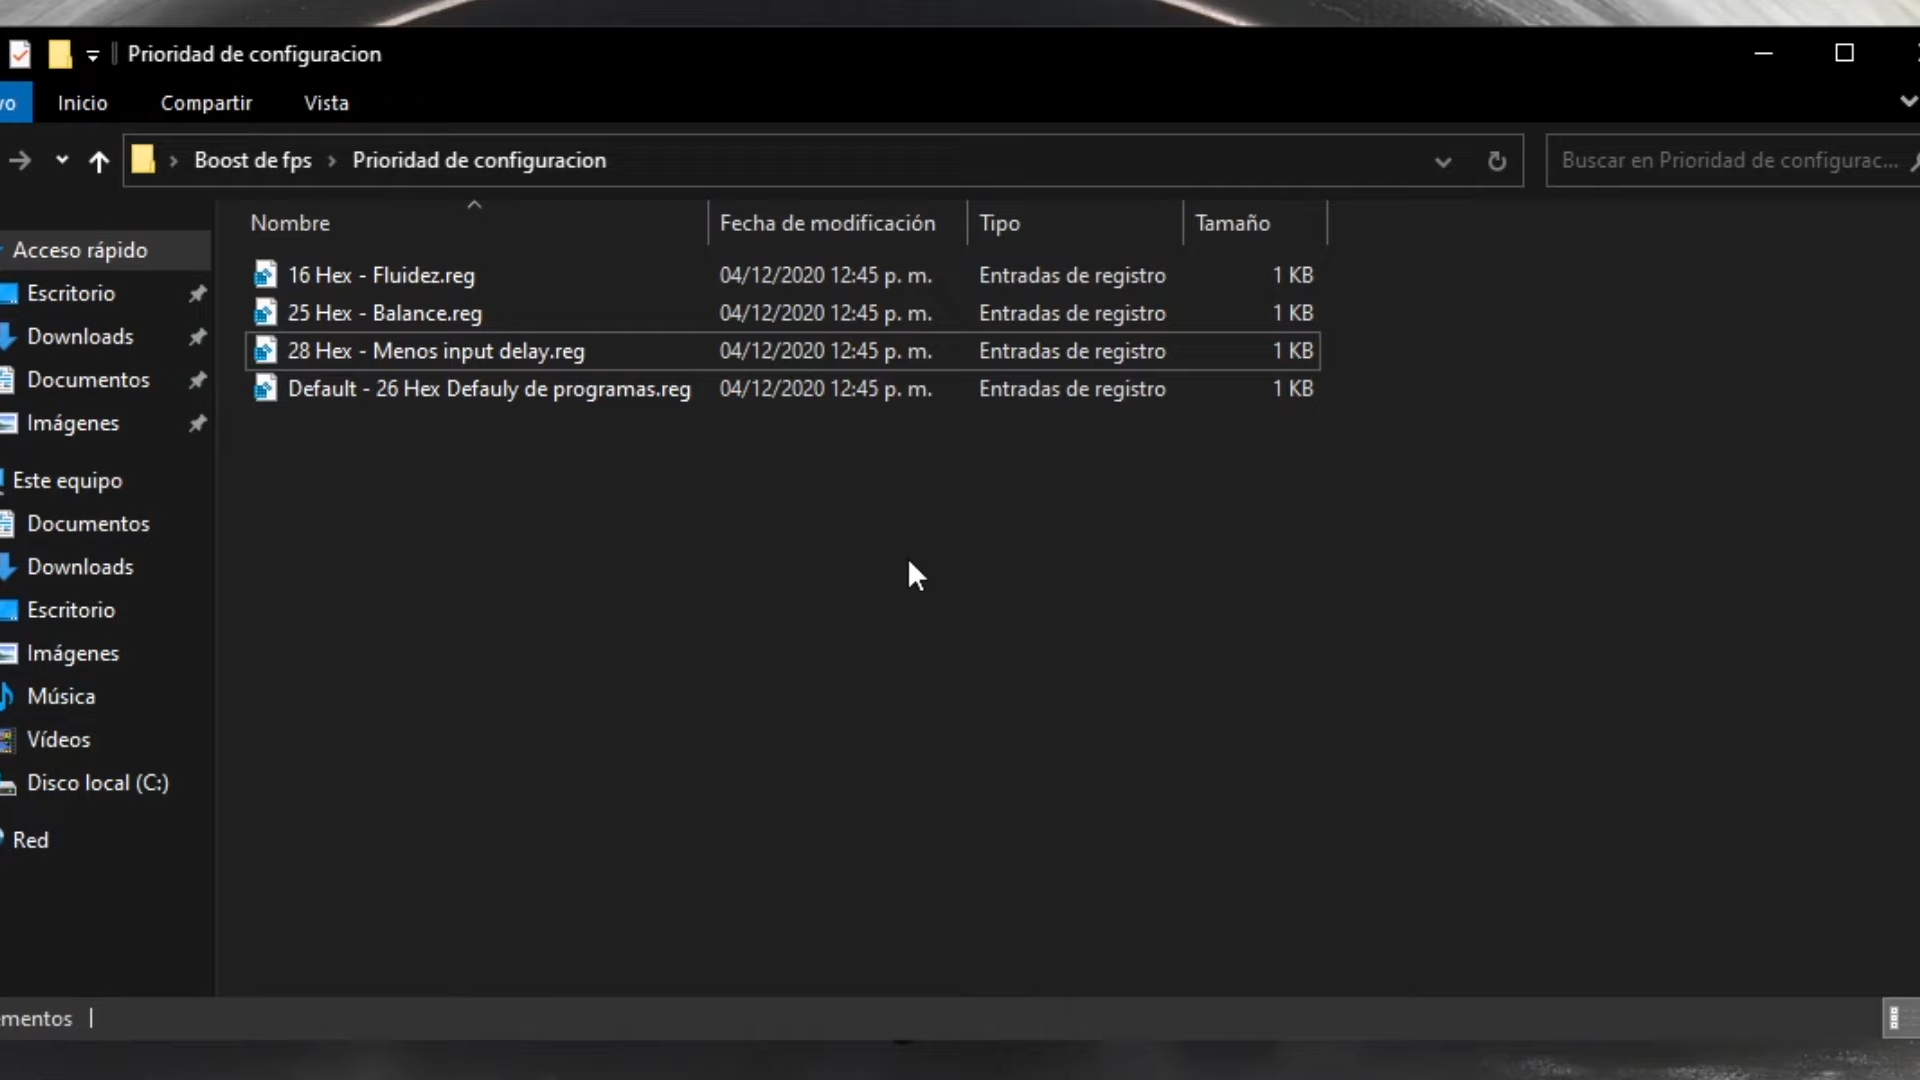 Prioridad de configuracion
vo Inicio Compartir Vista
Boost de fps › Prioridad de configuracion
Buscar en Prioridad de configurac...
Nombre Fecha de modificación Tipo Tamaño
16 Hex - Fluidez.reg 04/12/2020 12:45 p. m. Entradas de registro 1 KB
25 Hex - Balance.reg 04/12/2020 12:45 p. m. Entradas de registro 1 KB
28 Hex - Menos input delay.reg 04/12/2020 12:45 p. m. Entradas de registro 1 KB
Default - 26 Hex Defauly de programas.reg 04/12/2020 12:45 p. m. Entradas de registro 1 KB
Acceso rápido
Escritorio
Downloads
Documentos
Imágenes
Este equipo
Documentos
Downloads
Escritorio
Imágenes
Música
Vídeos
Disco local (C:)
Red
ementos